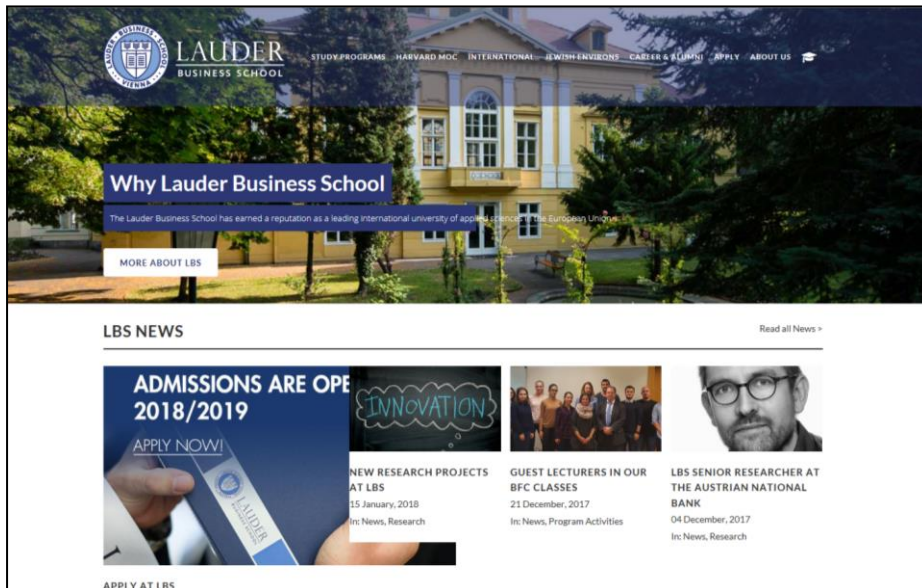 LAUDER BUSINESS SCHOOL
VIENNA
LAUDER
BUSINESS SCHOOL
STUDY PROGRAMS HARVARD MOC INTERNATIONAL JEWISH ENVIRONS CAREER & ALUMNI APPLY ABOUT US
Why Lauder Business School
The Lauder Business School has earned a reputation as a leading international university of applied sciences in the European Union.
MORE ABOUT LBS
LBS NEWS
Read all News >
ADMISSIONS ARE OPE
2018/2019
APPLY NOW!
LAUDER
BUSINESS SCHOOL
APPLY AT LBS
INNOVATION
NEW RESEARCH PROJECTS
AT LBS
15 January, 2018
In: News, Research
GUEST LECTURERS IN OUR
BFC CLASSES
21 December, 2017
In: News, Program Activities
LBS SENIOR RESEARCHER AT
THE AUSTRIAN NATIONAL
BANK
04 December, 2017
In: News, Research